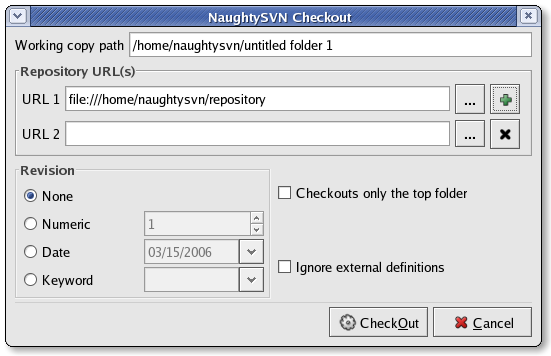 NaughtySVN Checkout
Working copy path /home/naughtysvn/untitled folder 1
Repository URL(s)
URL 1 file:///home/naughtysvn/repository ...
URL 2 ...
Revision
None
Checkouts only the top folder
Numeric 1
Date 03/15/2006
Ignore external definitions
Keyword
CheckOut Cancel